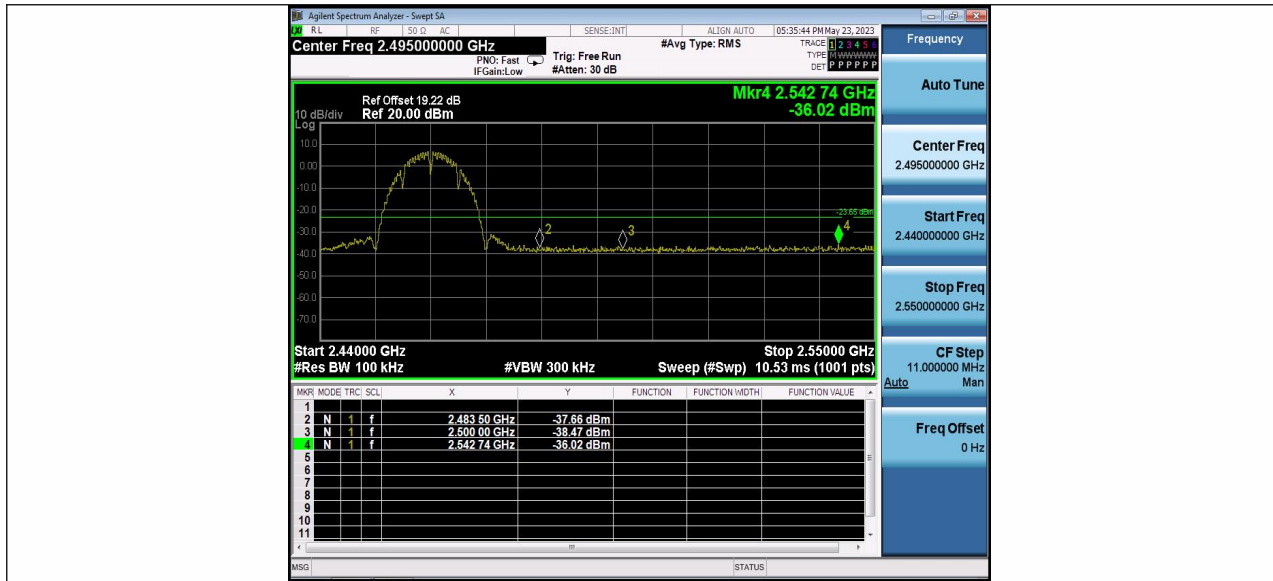 Agilent Spectrum Analyzer - Swept SA
LXI RL RF 50 Ω AC SENSE:INT ALIGN AUTO 05:35:44 PM May 23, 2023
Center Freq 2.495000000 GHz
#Avg Type: RMS
TRACE 1 2 3 4 5 6
PNO: Fast Trig: Free Run
TYPE M WWWWW
IFGain:Low #Atten: 30 dB
DET P P P P P P
Frequency
Auto Tune
Center Freq
2.495000000 GHz
Start Freq
2.440000000 GHz
Stop Freq
2.550000000 GHz
CF Step
11.000000 MHz
Auto Man
Freq Offset
0 Hz
Mkr4 2.542 74 GHz
-36.02 dBm
Ref Offset 19.22 dB
10 dB/div Ref 20.00 dBm
Log
10.0
0.00
-10.0
-20.0
-23.65 dBm
-30.0
2
3
4
-40.0
-50.0
-60.0
-70.0
Start 2.44000 GHz Stop 2.55000 GHz
#Res BW 100 kHz #VBW 300 kHz Sweep (#Swp) 10.53 ms (1001 pts)
MKR MODE TRC SCL X Y FUNCTION FUNCTION WIDTH FUNCTION VALUE
1
2 N 1 f 2.483 50 GHz -37.66 dBm
3 N 1 f 2.500 00 GHz -38.47 dBm
4 N 1 f 2.542 74 GHz -36.02 dBm
5
6
7
8
9
10
11
MSG STATUS